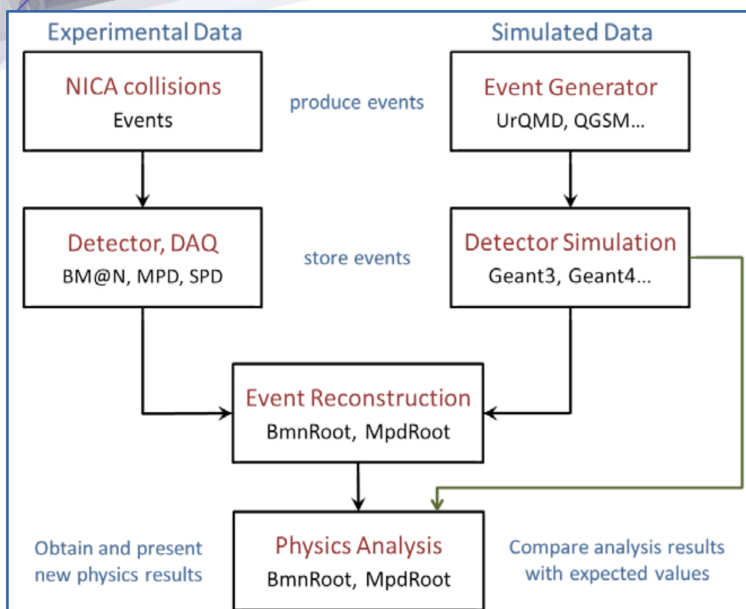 Experimental Data
Simulated Data
NICA collisions
Events
produce events
Event Generator
UrQMD, QGSM...
Detector, DAQ
BM@N, MPD, SPD
store events
Detector Simulation
Geant3, Geant4...
Event Reconstruction
BmnRoot, MpdRoot
Physics Analysis
BmnRoot, MpdRoot
Obtain and present
new physics results
Compare analysis results
with expected values